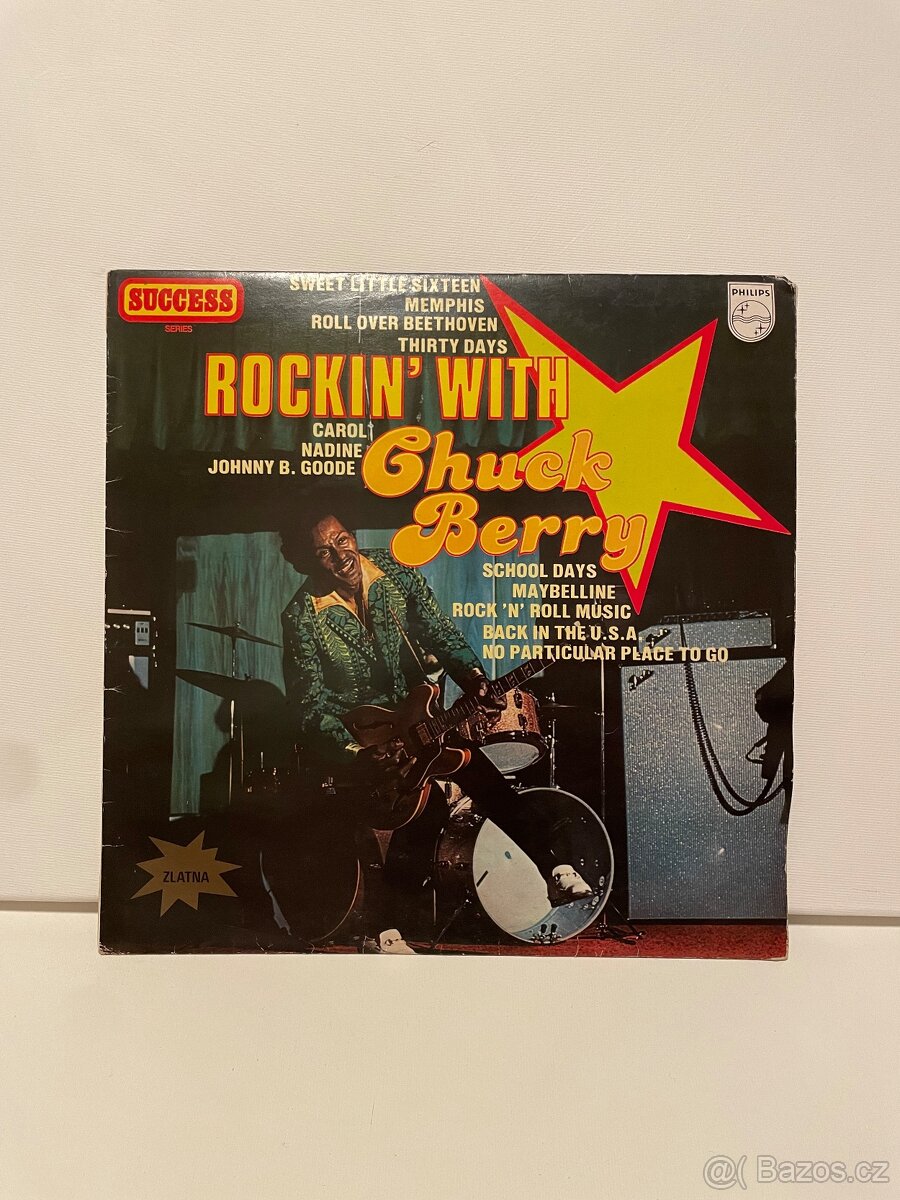 SUCCESS
SERIES
SWEET LITTLE SIXTEEN
MEMPHIS
ROLL OVER BEETHOVEN
THIRTY DAYS
PHILIPS
ROCKIN' WITH
CAROL
NADINE
JOHNNY B. GOODE
Chuck
Berry
SCHOOL DAYS
MAYBELLINE
ROCK 'N' ROLL MUSIC
BACK IN THE U.S.A.
NO PARTICULAR PLACE TO GO
ZLATNA
@( Bazos.cz